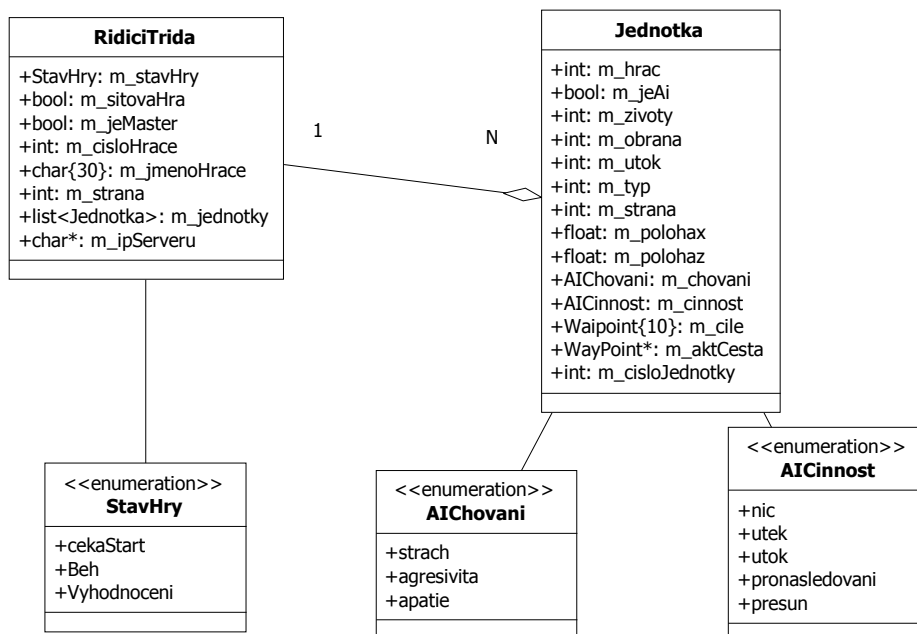 RidiciTrida
+StavHry: m_stavHry
+bool: m_sitovaHra
+bool: m_jeMaster
+int: m_cisloHrace
+char{30}: m_jmenoHrace
+int: m_strana
+list<Jednotka>: m_jednotky
+char*: m_ipServeru
1
N
Jednotka
+int: m_hrac
+bool: m_jeAi
+int: m_zivoty
+int: m_obrana
+int: m_utok
+int: m_typ
+int: m_strana
+float: m_polohax
+float: m_polohaz
+AIChovani: m_chovani
+AICinnost: m_cinnost
+Waipoint{10}: m_cile
+WayPoint*: m_aktCesta
+int: m_cisloJednotky
<<enumeration>>
StavHry
+cekaStart
+Beh
+Vyhodnoceni
<<enumeration>>
AIChovani
+strach
+agresivita
+apatie
<<enumeration>>
AICinnost
+nic
+utek
+utok
+pronasledovani
+presun